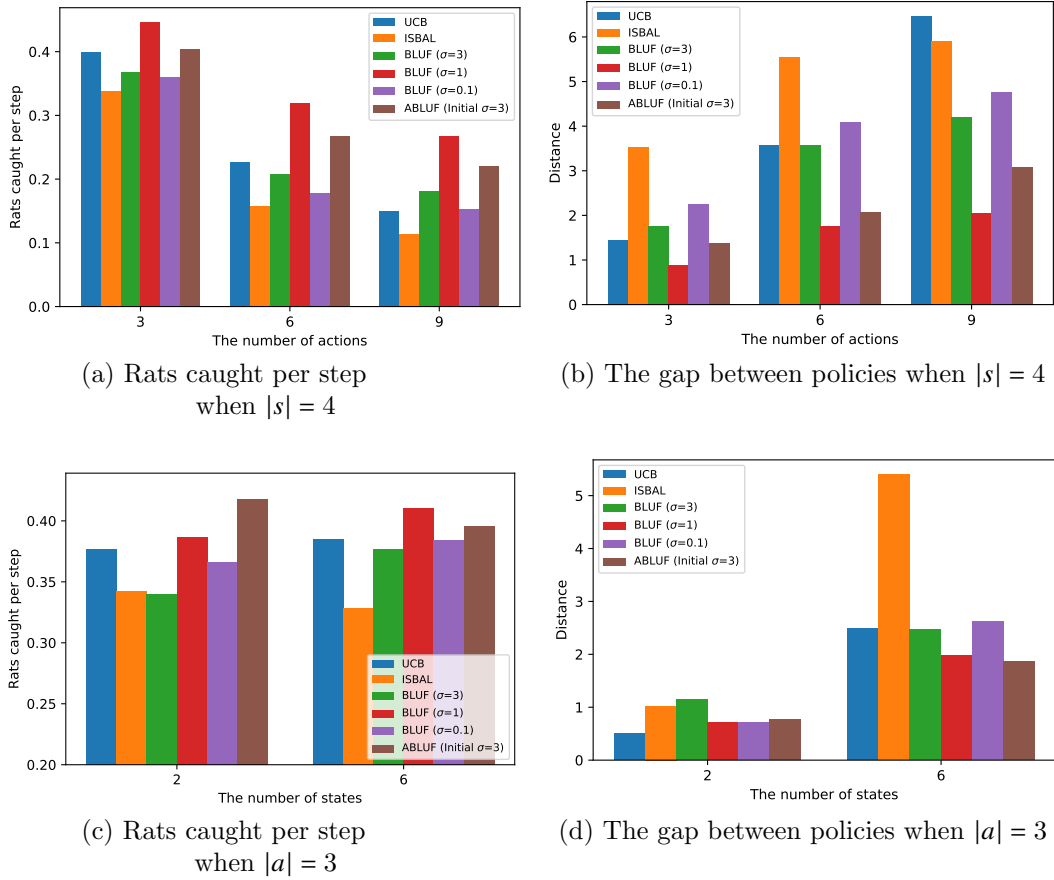 Rats caught per step
0.4
0.3
0.2
0.1
0.0
UCB
ISBAL
BLUF (σ=3)
BLUF (σ=1)
BLUF (σ=0.1)
ABLUF (Initial σ=3)
3 6 9
The number of actions
(a) Rats caught per step
when |s| = 4
Distance
6
5
4
3
2
1
0
UCB
ISBAL
BLUF (σ=3)
BLUF (σ=1)
BLUF (σ=0.1)
ABLUF (Initial σ=3)
3 6 9
The number of actions
(b) The gap between policies when |s| = 4
Rats caught per step
0.40
0.35
0.30
0.25
0.20
UCB
ISBAL
BLUF (σ=3)
BLUF (σ=1)
BLUF (σ=0.1)
ABLUF (Initial σ=3)
2 6
The number of states
(c) Rats caught per step
when |a| = 3
Distance
5
4
3
2
1
0
UCB
ISBAL
BLUF (σ=3)
BLUF (σ=1)
BLUF (σ=0.1)
ABLUF (Initial σ=3)
2 6
The number of states
(d) The gap between policies when |a| = 3